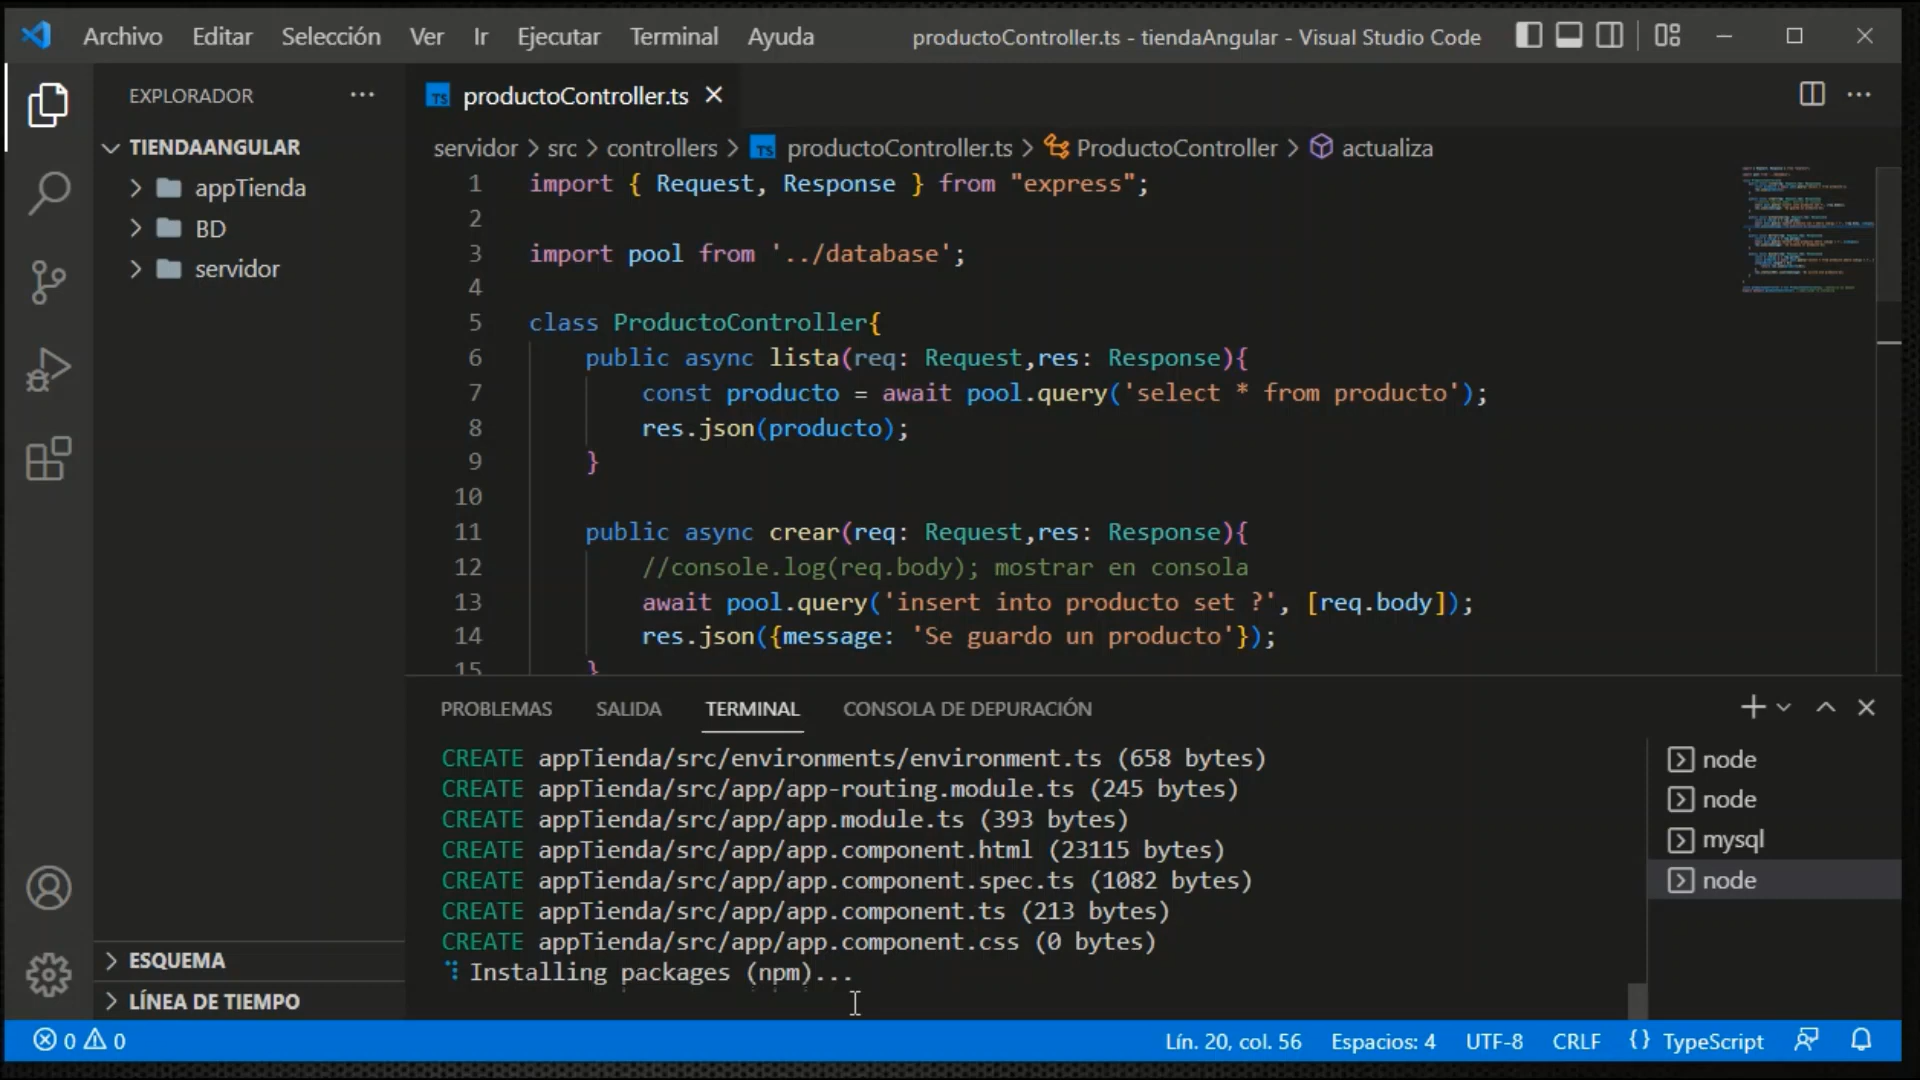 Archivo Editar Selección Ver Ir Ejecutar Terminal Ayuda productoController.ts - tiendaAngular - Visual Studio Code
EXPLORADOR
TIENDAANGULAR
appTienda
BD
servidor
ESQUEMA
LÍNEA DE TIEMPO
TS productoController.ts
servidor > src > controllers > TS productoController.ts > ProductoController > actualiza
1 import { Request, Response } from "express";
2
3 import pool from '../database';
4
5 class ProductoController{
6 public async lista(req: Request,res: Response){
7 const producto = await pool.query('select * from producto');
8 res.json(producto);
9 }
10
11 public async crear(req: Request,res: Response){
12 //console.log(req.body); mostrar en consola
13 await pool.query('insert into producto set ?', [req.body]);
14 res.json({message: 'Se guardo un producto'});
15 }
PROBLEMAS SALIDA TERMINAL CONSOLA DE DEPURACIÓN
CREATE appTienda/src/environments/environment.ts (658 bytes)
CREATE appTienda/src/app/app-routing.module.ts (245 bytes)
CREATE appTienda/src/app/app.module.ts (393 bytes)
CREATE appTienda/src/app/app.component.html (23115 bytes)
CREATE appTienda/src/app/app.component.spec.ts (1082 bytes)
CREATE appTienda/src/app/app.component.ts (213 bytes)
CREATE appTienda/src/app/app.component.css (0 bytes)
Installing packages (npm)...
node
node
mysql
node
0 0 Lín. 20, col. 56 Espacios: 4 UTF-8 CRLF {} TypeScript